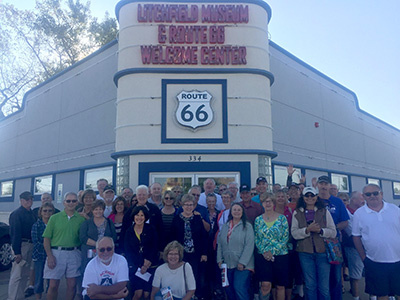 LITCHFIELD MUSEUM
& ROUTE 66
WELCOME CENTER
ROUTE
66
334